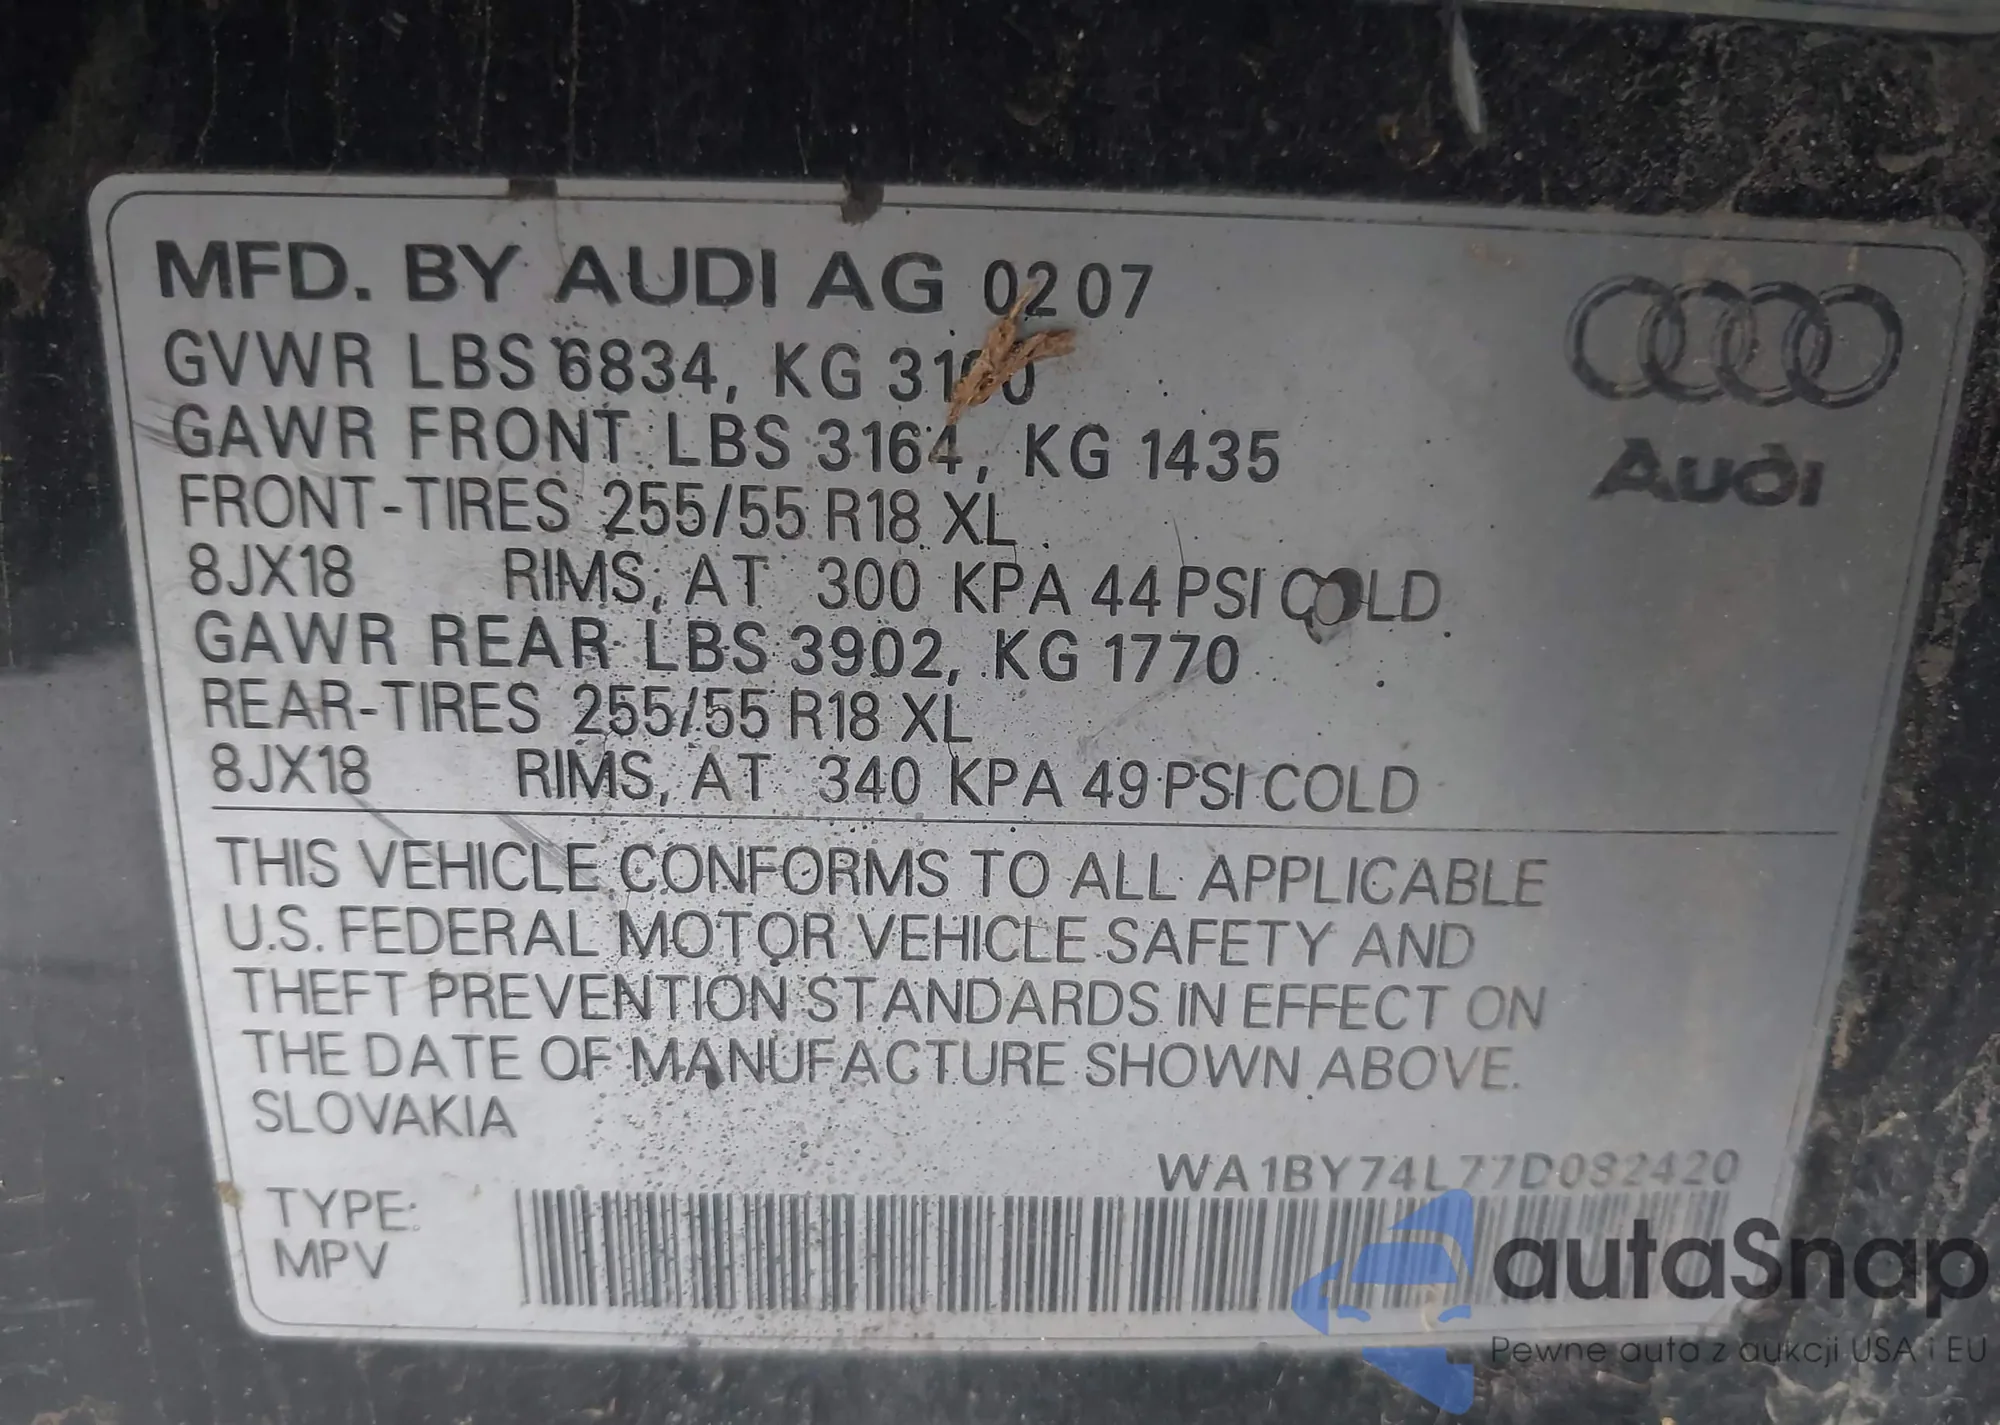 MFD. BY AUDI AG 02 07
GVWR LBS 6834, KG 3100
GAWR FRONT LBS 3164, KG 1435
FRONT-TIRES 255/55 R18 XL
8JX18 RIMS, AT 300 KPA 44 PSI COLD
GAWR REAR LBS 3902, KG 1770
REAR-TIRES 255/55 R18 XL
8JX18 RIMS, AT 340 KPA 49 PSI COLD
Audi
THIS VEHICLE CONFORMS TO ALL APPLICABLE
U.S. FEDERAL MOTOR VEHICLE SAFETY AND
THEFT PREVENTION STANDARDS IN EFFECT ON
THE DATE OF MANUFACTURE SHOWN ABOVE.
SLOVAKIA
WA1BY74L77D082420
TYPE:
MPV
autaSnap
Pewne auta z aukcji USA i EU